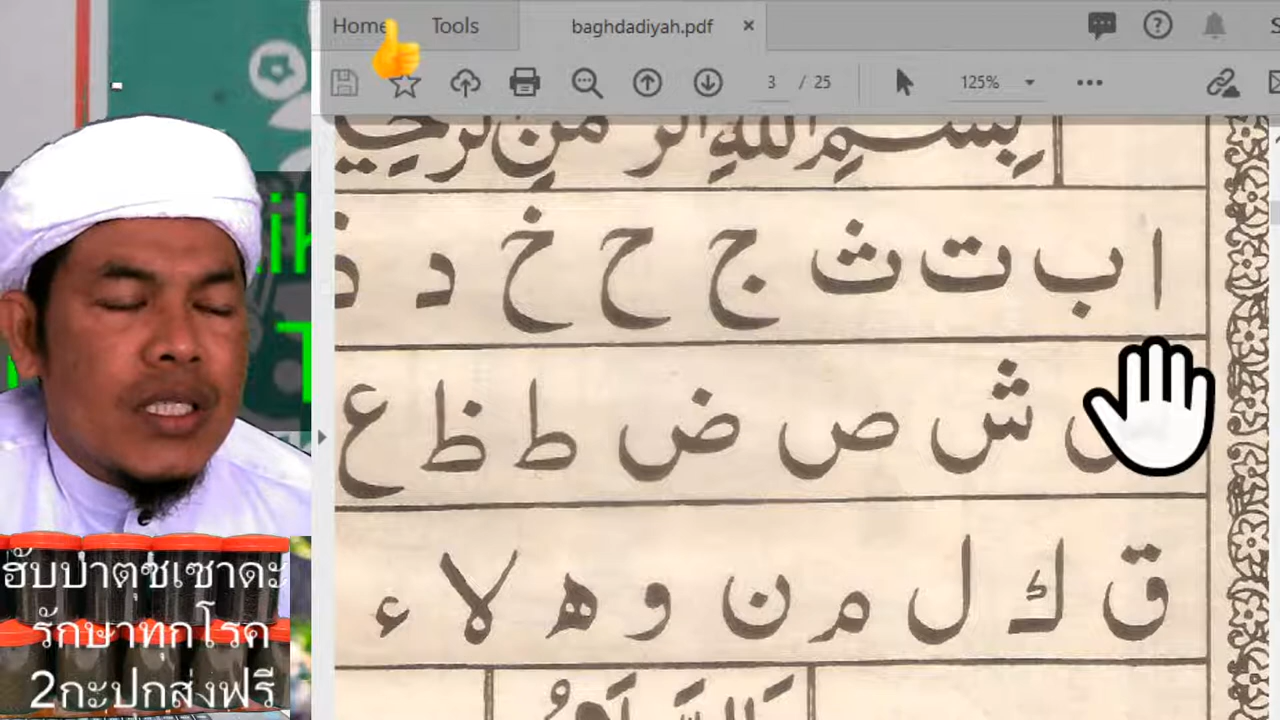 Home
Tools
baghdadiyah.pdf
3 / 25
125%
ا ب ت ث ج ح خ د
ش ص ض ط ظ ع
ق ك ل م ن و ه لا ء
ฮับบาตุซเซาดะ
รักษาทุกโรค
2กะปุกส่งฟรี